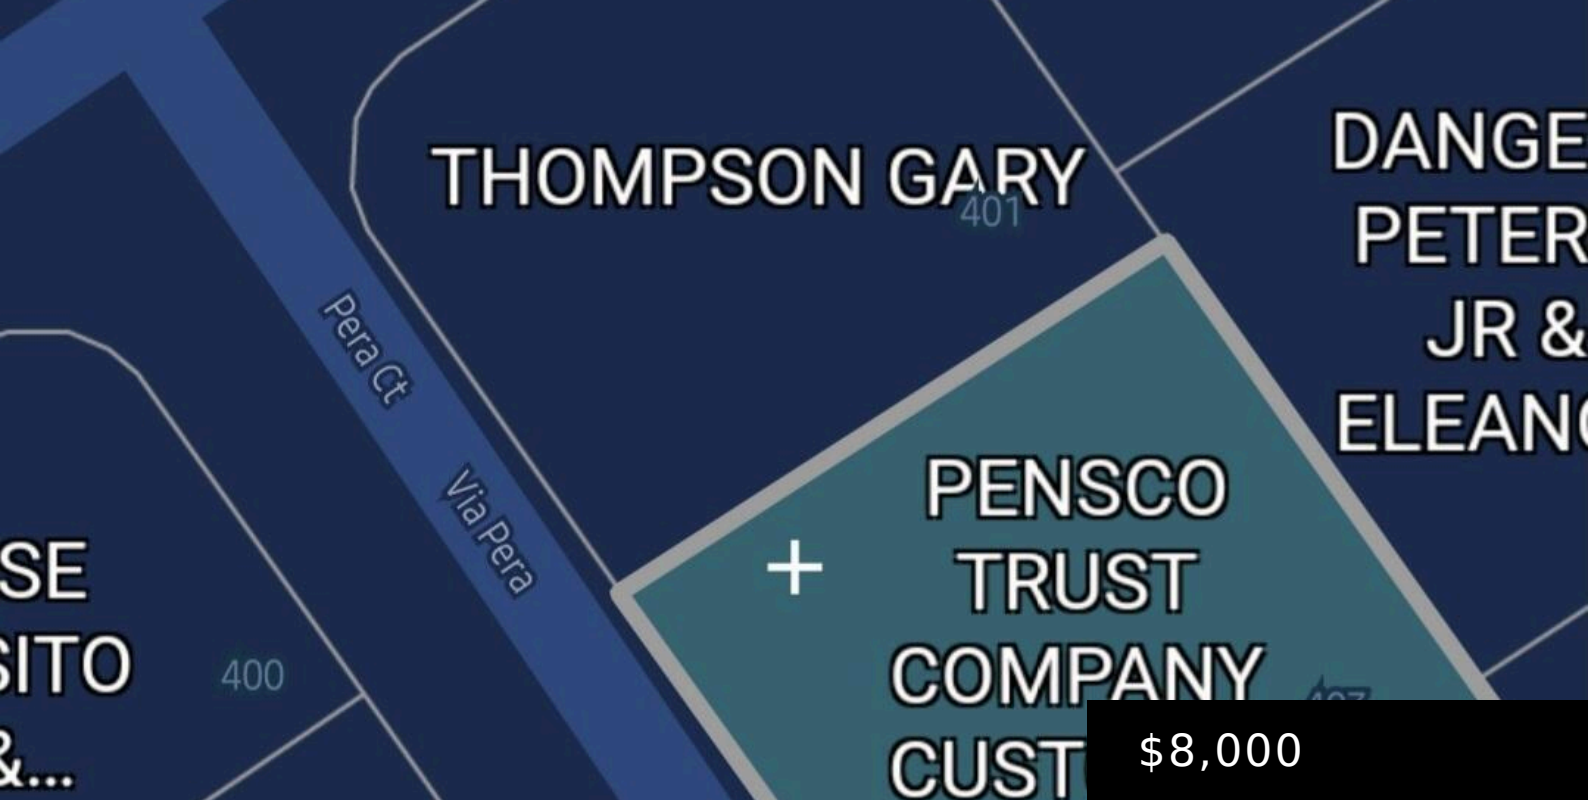 THOMPSON GARY
401
DANGE
PETER
JR &
ELEANO
Pera Ct
Via Pera
PENSCO
TRUST
COMPANY
CUST
SE
SITO
&...
400
$8,000